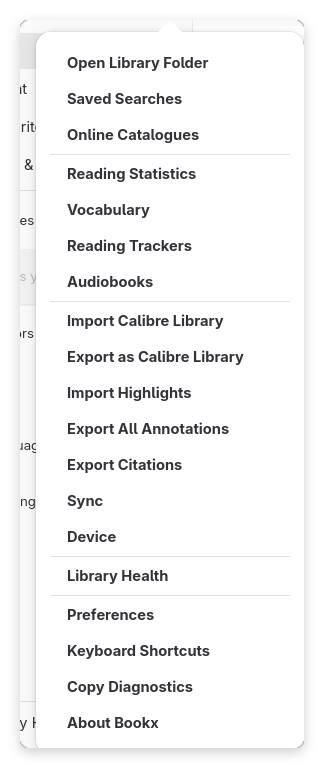 Open Library Folder
Saved Searches
Online Catalogues
Reading Statistics
Vocabulary
Reading Trackers
Audiobooks
Import Calibre Library
Export as Calibre Library
Import Highlights
Export All Annotations
Export Citations
Sync
Device
Library Health
Preferences
Keyboard Shortcuts
Copy Diagnostics
About Bookx